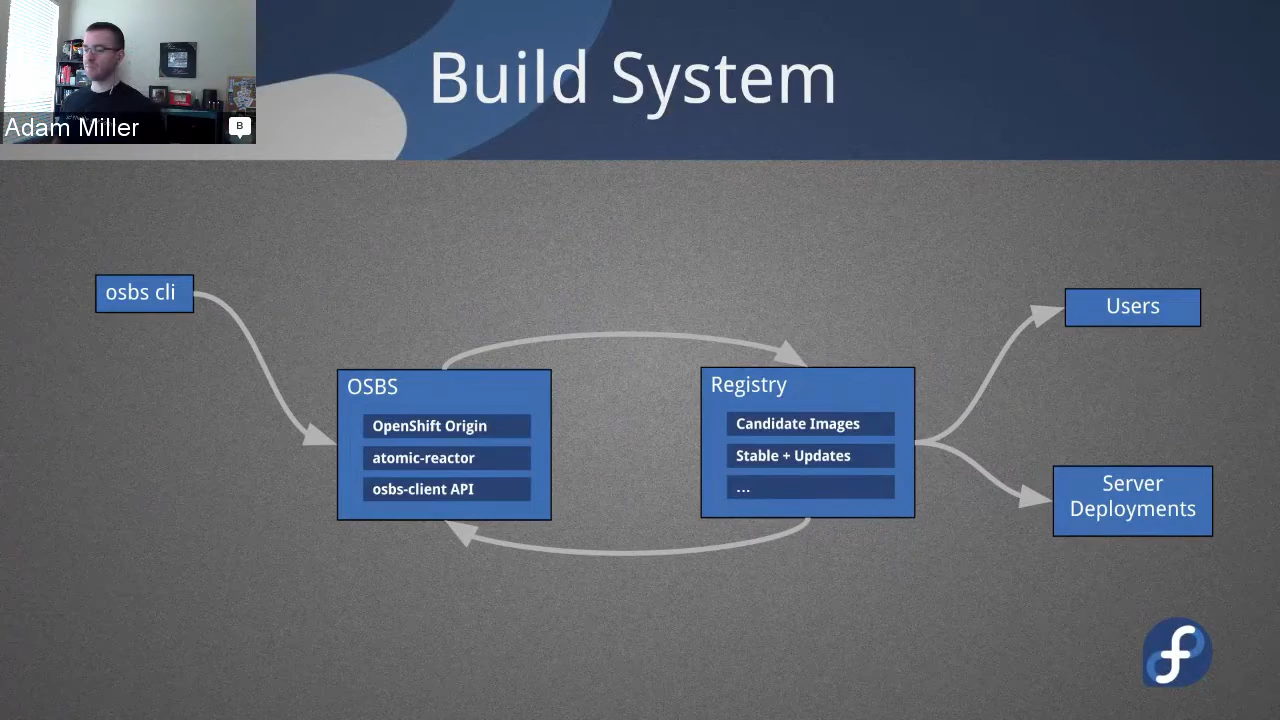 Build System
Adam Miller
B
osbs cli
OSBS
OpenShift Origin
atomic-reactor
osbs-client API
Registry
Candidate Images
Stable + Updates
...
Users
Server
Deployments